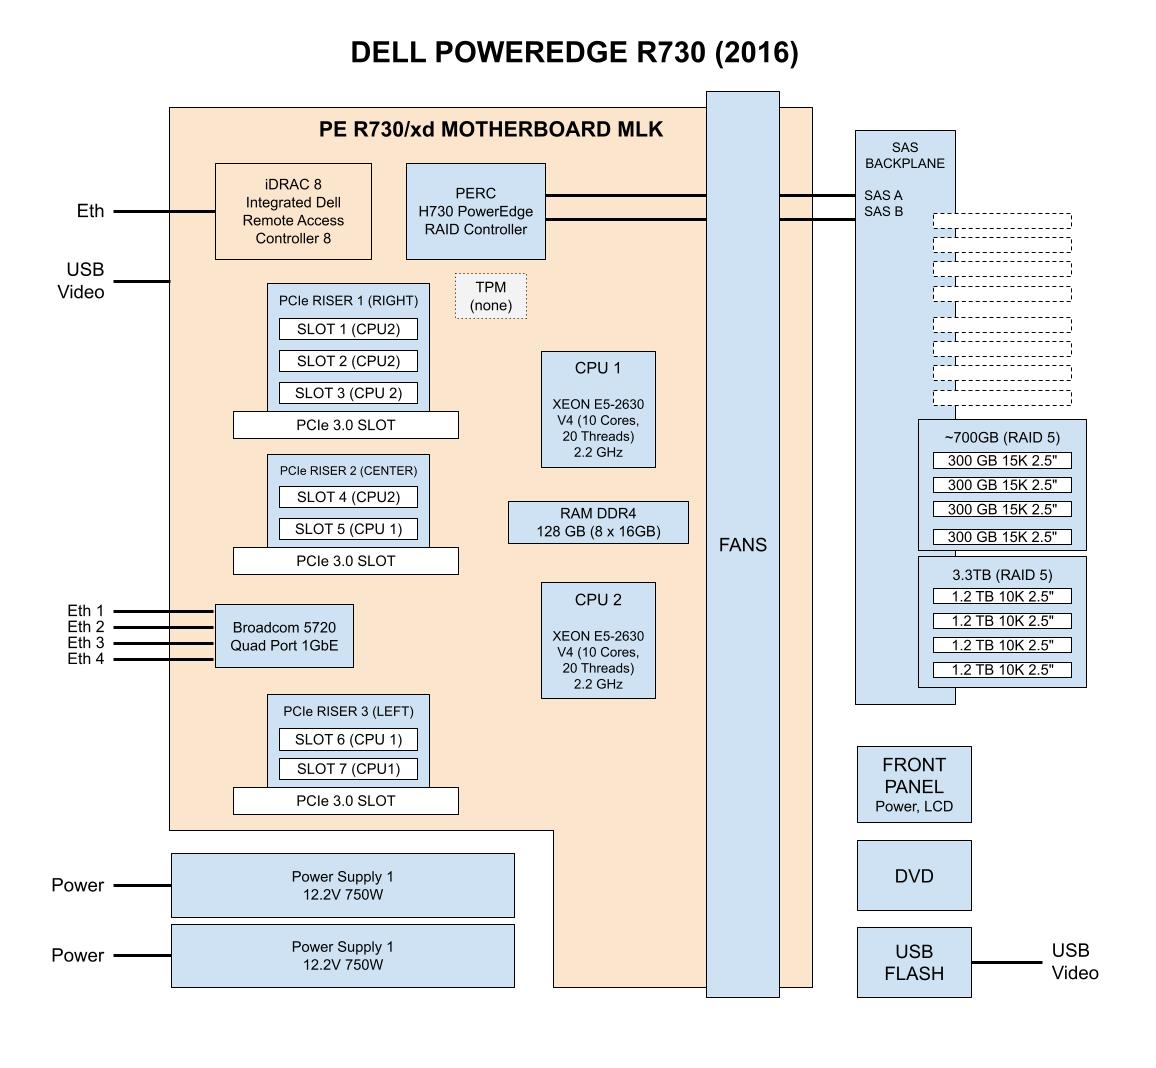 DELL POWEREDGE R730 (2016)
PE R730/xd MOTHERBOARD MLK
iDRAC 8
Integrated Dell
Remote Access
Controller 8
PERC
H730 PowerEdge
RAID Controller
SAS
BACKPLANE
SAS A
SAS B
Eth
USB
Video
TPM
(none)
PCIe RISER 1 (RIGHT)
SLOT 1 (CPU2)
SLOT 2 (CPU2)
SLOT 3 (CPU 2)
PCIe 3.0 SLOT
CPU 1
XEON E5-2630
V4 (10 Cores,
20 Threads)
2.2 GHz
PCIe RISER 2 (CENTER)
SLOT 4 (CPU2)
SLOT 5 (CPU 1)
PCIe 3.0 SLOT
RAM DDR4
128 GB (8 x 16GB)
FANS
~700GB (RAID 5)
300 GB 15K 2.5"
300 GB 15K 2.5"
300 GB 15K 2.5"
300 GB 15K 2.5"
3.3TB (RAID 5)
1.2 TB 10K 2.5"
1.2 TB 10K 2.5"
1.2 TB 10K 2.5"
1.2 TB 10K 2.5"
Eth 1
Eth 2
Eth 3
Eth 4
Broadcom 5720
Quad Port 1GbE
CPU 2
XEON E5-2630
V4 (10 Cores,
20 Threads)
2.2 GHz
PCIe RISER 3 (LEFT)
SLOT 6 (CPU 1)
SLOT 7 (CPU1)
PCIe 3.0 SLOT
FRONT
PANEL
Power, LCD
DVD
USB
FLASH
USB
Video
Power
Power Supply 1
12.2V 750W
Power
Power Supply 1
12.2V 750W